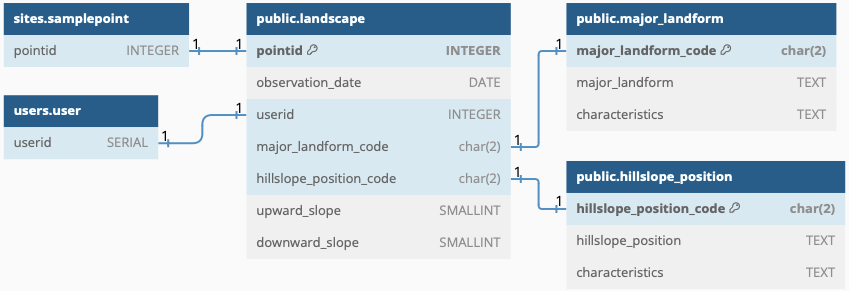 sites.samplepoint
pointid INTEGER
1 1
users.user
userid SERIAL
1 1
public.landscape
pointid INTEGER
observation_date DATE
userid INTEGER
major_landform_code char(2)
hillslope_position_code char(2)
upward_slope SMALLINT
downward_slope SMALLINT
1 1
1 1
public.major_landform
major_landform_code char(2)
major_landform TEXT
characteristics TEXT
public.hillslope_position
hillslope_position_code char(2)
hillslope_position TEXT
characteristics TEXT